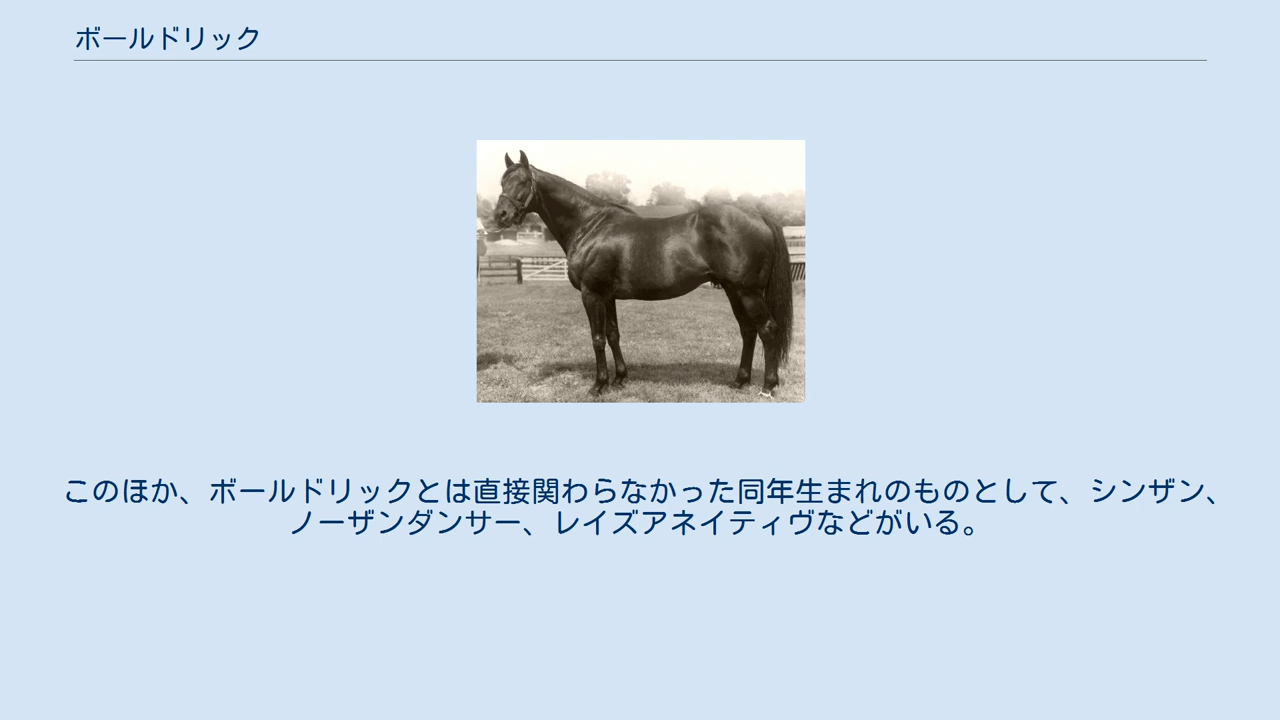 ボールドリック
このほか、ボールドリックとは直接関わらなかった同年生まれのものとして、シンザン、
ノーザンダンサー、レイズアネイティヴなどがいる。